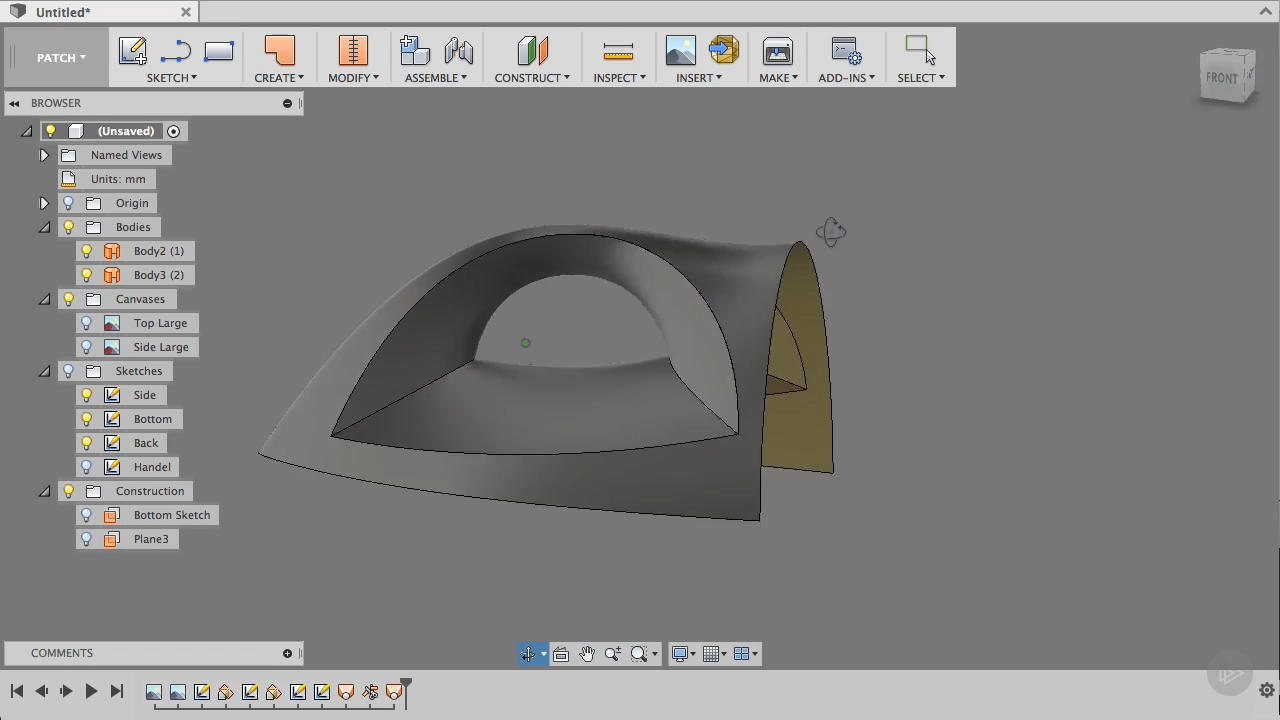 Untitled*
PATCH
SKETCH
CREATE
MODIFY
ASSEMBLE
CONSTRUCT
INSPECT
INSERT
MAKE
ADD-INS
SELECT
FRONT
BROWSER
(Unsaved)
Named Views
Units: mm
Origin
Bodies
Body2 (1)
Body3 (2)
Canvases
Top Large
Side Large
Sketches
Side
Bottom
Back
Handel
Construction
Bottom Sketch
Plane3
COMMENTS